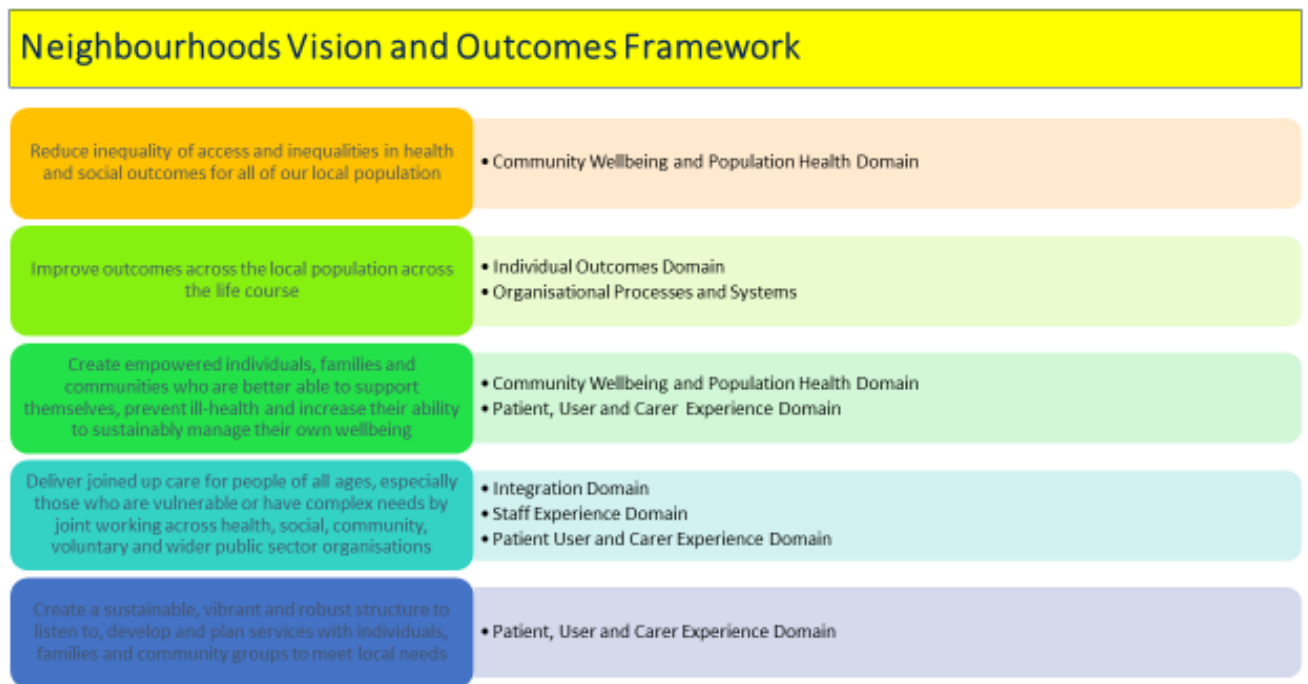 Neighbourhoods Vision and Outcomes Framework
Reduce inequality of access and inequalities in health
and social outcomes for all of our local population
• Community Wellbeing and Population Health Domain
Improve outcomes across the local population across
the life course
• Individual Outcomes Domain
• Organisational Processes and Systems
Create empowered individuals, families and
communities who are better able to support
themselves, prevent ill-health and increase their ability
to sustainably manage their own wellbeing
• Community Wellbeing and Population Health Domain
• Patient, User and Carer Experience Domain
Deliver joined up care for people of all ages, especially
those who are vulnerable or have complex needs by
joint working across health, social, community,
voluntary and wider public sector organisations
• Integration Domain
• Staff Experience Domain
• Patient User and Carer Experience Domain
Create a sustainable, vibrant and robust structure to
listen to, develop and plan services with individuals,
families and community groups to meet local needs
• Patient, User and Carer Experience Domain